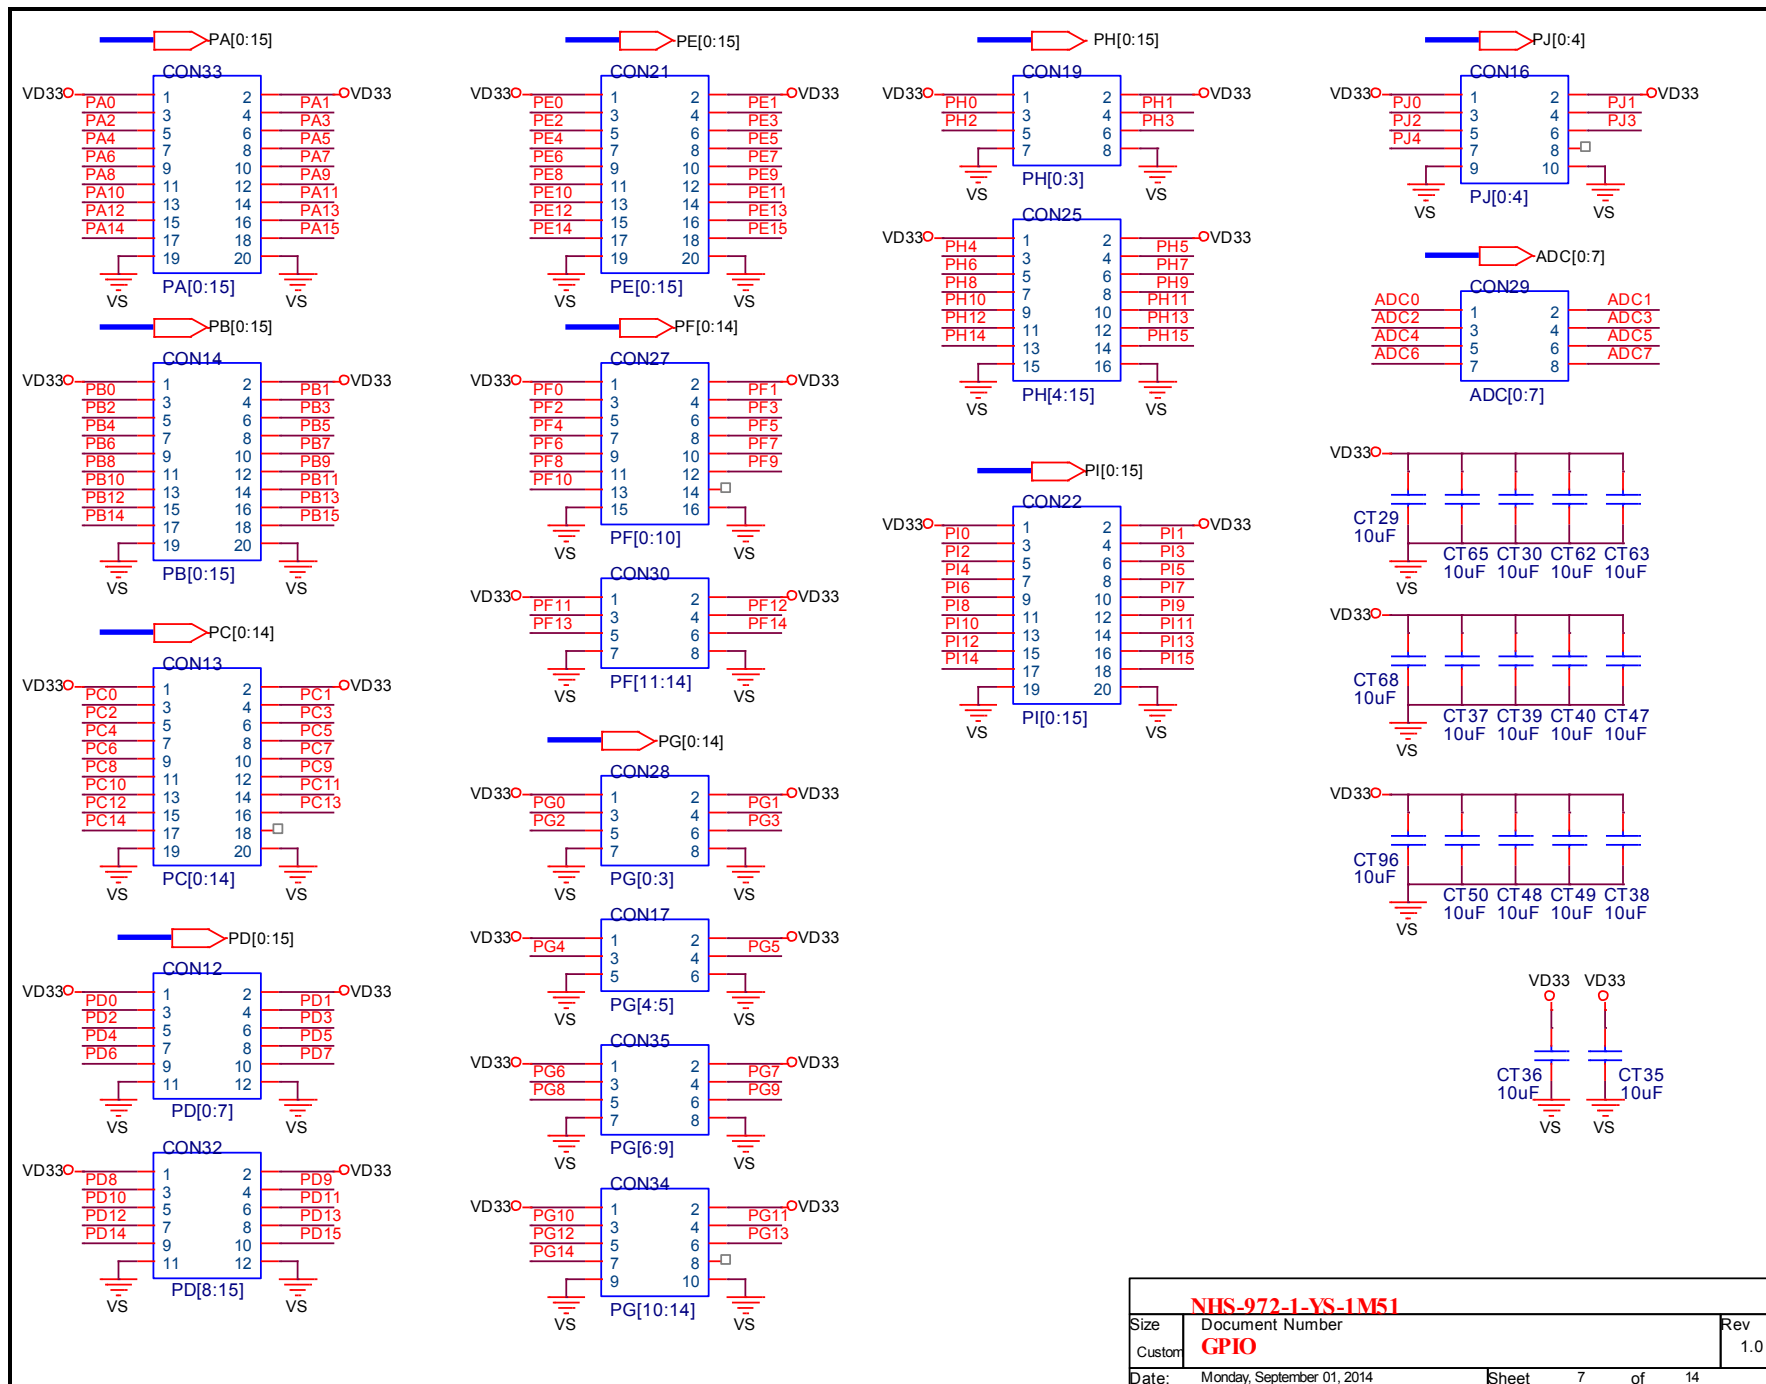 PA[0:15]
CON33
VD33 1 2 VD33
PA0 3 4 PA1
PA2 5 6 PA3
PA4 7 8 PA5
PA6 9 10 PA7
PA8 11 12 PA9
PA10 13 14 PA11
PA12 15 16 PA13
PA14 17 18 PA15
19 20
VS PA[0:15] VS
PB[0:15]
CON14
VD33 1 2 VD33
PB0 3 4 PB1
PB2 5 6 PB3
PB4 7 8 PB5
PB6 9 10 PB7
PB8 11 12 PB9
PB10 13 14 PB11
PB12 15 16 PB13
PB14 17 18 PB15
19 20
VS PB[0:15] VS
PC[0:14]
CON13
VD33 1 2 VD33
PC0 3 4 PC1
PC2 5 6 PC3
PC4 7 8 PC5
PC6 9 10 PC7
PC8 11 12 PC9
PC10 13 14 PC11
PC12 15 16 PC13
PC14 17 18
19 20
VS PC[0:14] VS
PD[0:15]
CON12
VD33 1 2 VD33
PD0 3 4 PD1
PD2 5 6 PD3
PD4 7 8 PD5
PD6 9 10 PD7
11 12
VS PD[0:7] VS
CON32
VD33 1 2 VD33
PD8 3 4 PD9
PD10 5 6 PD11
PD12 7 8 PD13
PD14 9 10 PD15
11 12
VS PD[8:15] VS
PE[0:15]
CON21
VD33 1 2 VD33
PE0 3 4 PE1
PE2 5 6 PE3
PE4 7 8 PE5
PE6 9 10 PE7
PE8 11 12 PE9
PE10 13 14 PE11
PE12 15 16 PE13
PE14 17 18 PE15
19 20
VS PE[0:15] VS
PF[0:14]
CON27
VD33 1 2 VD33
PF0 3 4 PF1
PF2 5 6 PF3
PF4 7 8 PF5
PF6 9 10 PF7
PF8 11 12 PF9
PF10 13 14
15 16
VS PF[0:10] VS
CON30
VD33 1 2 VD33
PF11 3 4 PF12
PF13 5 6 PF14
7 8
VS PF[11:14] VS
PG[0:14]
CON28
VD33 1 2 VD33
PG0 3 4 PG1
PG2 5 6 PG3
7 8
VS PG[0:3] VS
CON17
VD33 1 2 VD33
PG4 3 4 PG5
5 6
VS PG[4:5] VS
CON35
VD33 1 2 VD33
PG6 3 4 PG7
PG8 5 6 PG9
7 8
VS PG[6:9] VS
CON34
VD33 1 2 VD33
PG10 3 4 PG11
PG12 5 6 PG13
PG14 7 8
9 10
VS PG[10:14] VS
PH[0:15]
CON19
VD33 1 2 VD33
PH0 3 4 PH1
PH2 5 6 PH3
7 8
VS PH[0:3] VS
CON25
VD33 1 2 VD33
PH4 3 4 PH5
PH6 5 6 PH7
PH8 7 8 PH9
PH10 9 10 PH11
PH12 11 12 PH13
PH14 13 14 PH15
15 16
VS PH[4:15] VS
PI[0:15]
CON22
VD33 1 2 VD33
PI0 3 4 PI1
PI2 5 6 PI3
PI4 7 8 PI5
PI6 9 10 PI7
PI8 11 12 PI9
PI10 13 14 PI11
PI12 15 16 PI13
PI14 17 18 PI15
19 20
VS PI[0:15] VS
PJ[0:4]
CON16
VD33 1 2 VD33
PJ0 3 4 PJ1
PJ2 5 6 PJ3
PJ4 7 8
9 10
VS PJ[0:4] VS
ADC[0:7]
CON29
ADC0 1 2 ADC1
ADC2 3 4 ADC3
ADC4 5 6 ADC5
ADC6 7 8 ADC7
ADC[0:7]
VD33
CT29
10uF
CT65 CT30 CT62 CT63
10uF 10uF 10uF 10uF
VS
VD33
CT68
10uF
CT37 CT39 CT40 CT47
10uF 10uF 10uF 10uF
VS
VD33
CT96
10uF
CT50 CT48 CT49 CT38
10uF 10uF 10uF 10uF
VS
VD33 VD33
CT36 CT35
10uF 10uF
VS VS
NHS-972-1-YS-1M51
Size Document Number Rev
Custom GPIO 1.0
Date: Monday, September 01, 2014 Sheet 7 of 14